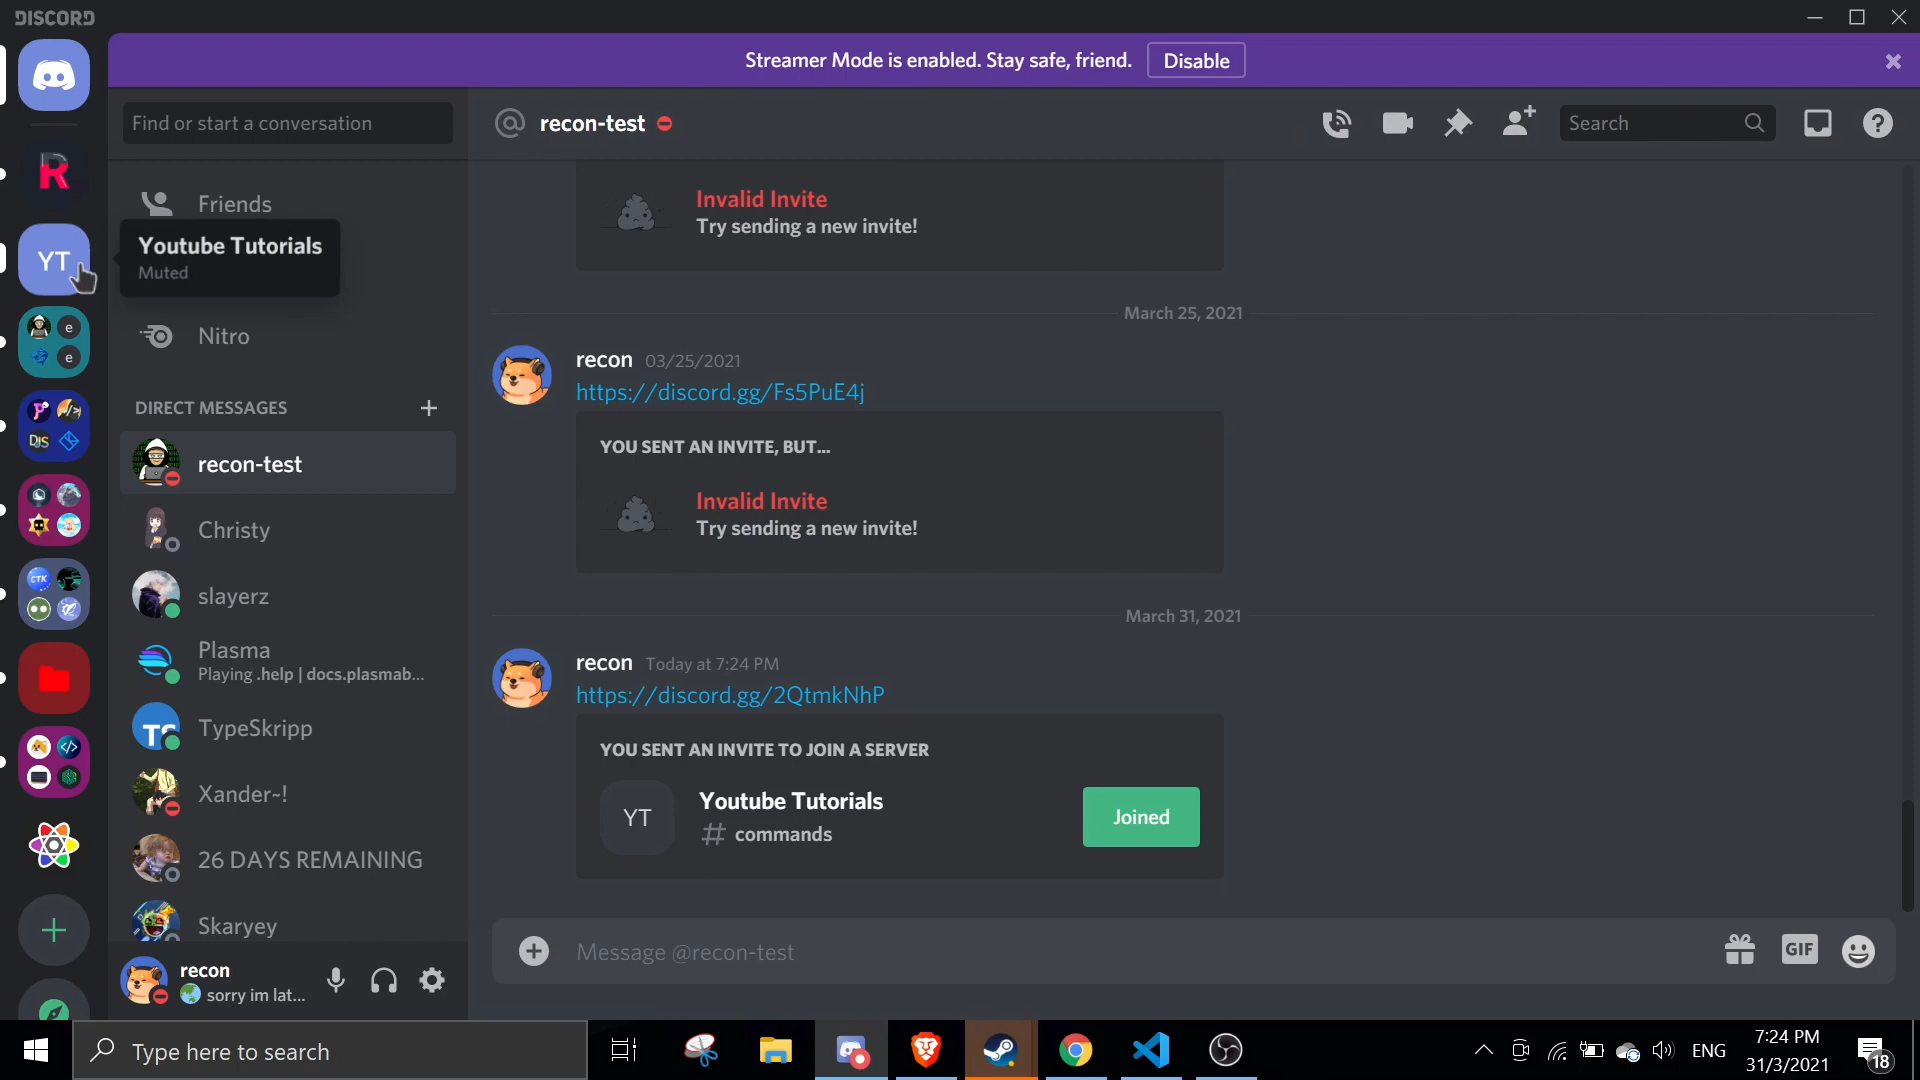 DISCORD
Streamer Mode is enabled. Stay safe, friend.
Disable
Find or start a conversation
recon-test
Search
R
Friends
YT
Youtube Tutorials
Muted
Nitro
DIRECT MESSAGES
recon-test
Christy
slayerz
Plasma
Playing .help | docs.plasmab...
TypeSkripp
Xander~!
26 DAYS REMAINING
Skaryey
e
e
DJS
CTK
TS
recon
sorry im lat...
Invalid Invite
Try sending a new invite!
March 25, 2021
recon 03/25/2021
https://discord.gg/Fs5PuE4j
YOU SENT AN INVITE, BUT...
Invalid Invite
Try sending a new invite!
March 31, 2021
recon Today at 7:24 PM
https://discord.gg/2QtmkNhP
YOU SENT AN INVITE TO JOIN A SERVER
YT
Youtube Tutorials
# commands
Joined
Message @recon-test
GIF
Type here to search
ENG
7:24 PM
31/3/2021
18